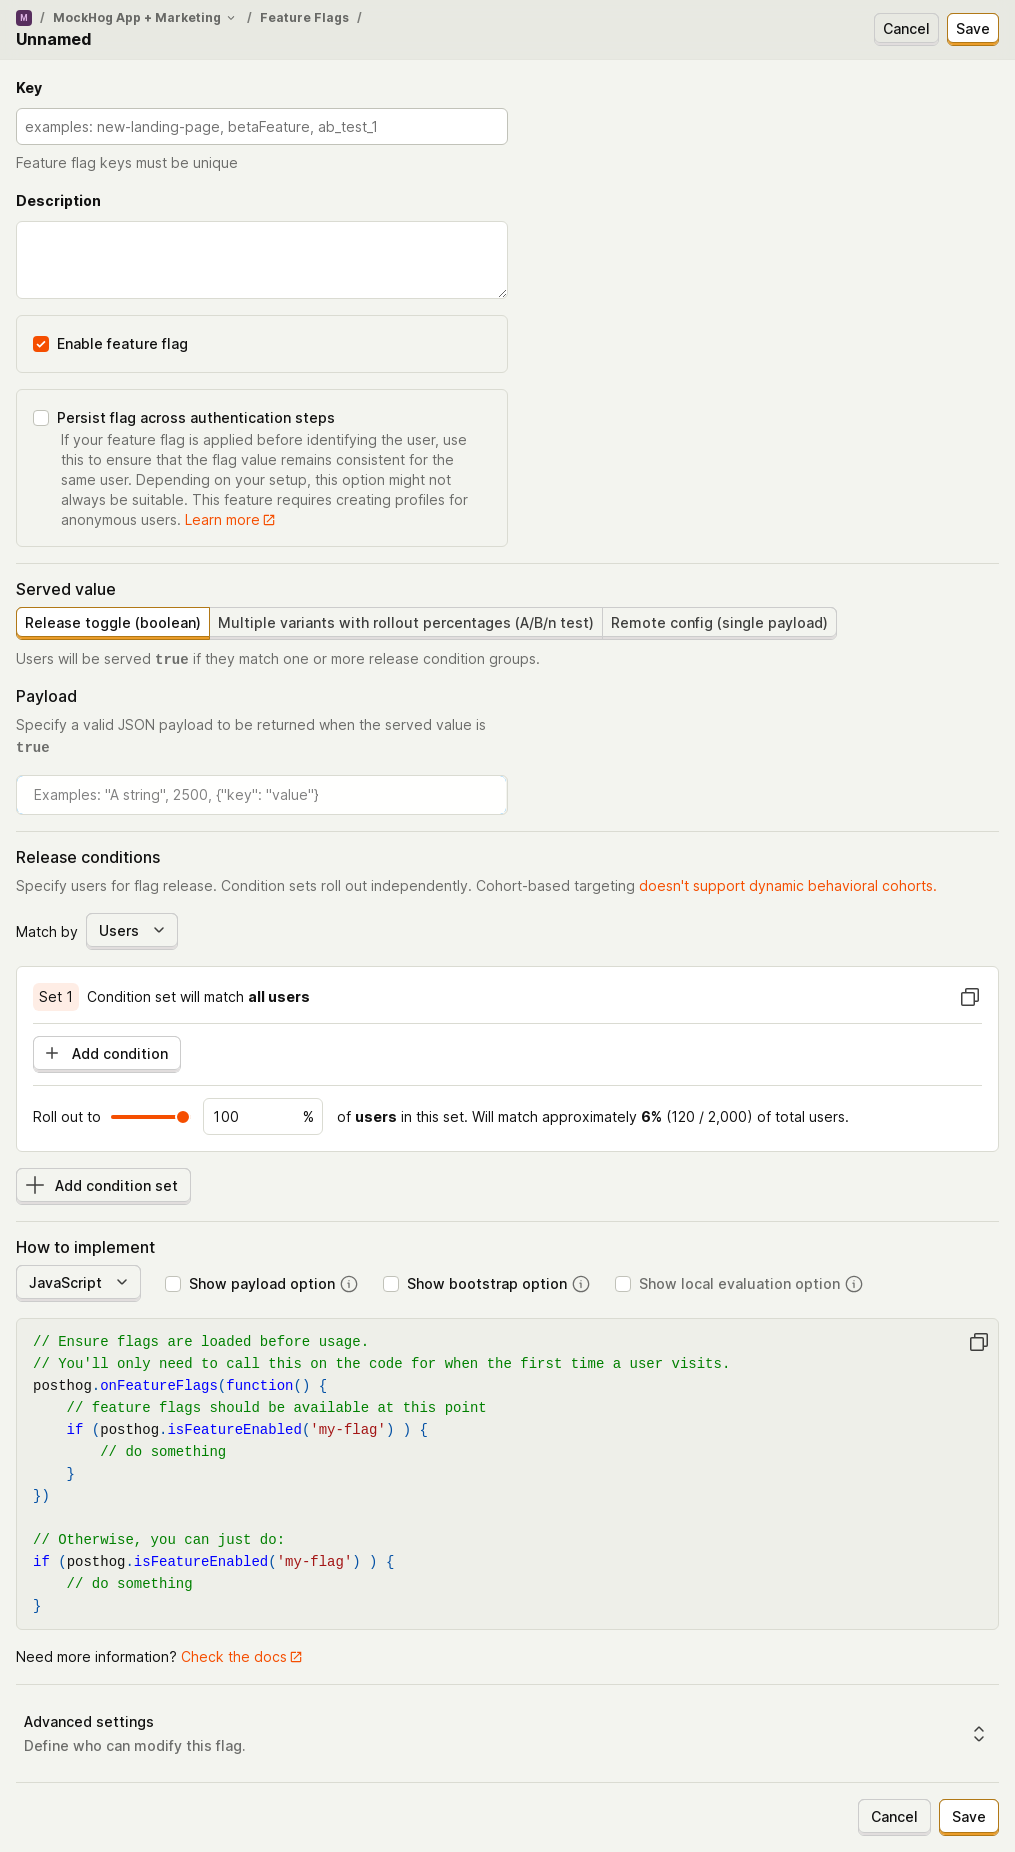 M / MockHog App + Marketing / Feature Flags /
Unnamed
Cancel
Save
Key
examples: new-landing-page, betaFeature, ab_test_1
Feature flag keys must be unique
Description
Enable feature flag
Persist flag across authentication steps
If your feature flag is applied before identifying the user, use
this to ensure that the flag value remains consistent for the
same user. Depending on your setup, this option might not
always be suitable. This feature requires creating profiles for
anonymous users. Learn more
Served value
Release toggle (boolean)
Multiple variants with rollout percentages (A/B/n test)
Remote config (single payload)
Users will be served true if they match one or more release condition groups.
Payload
Specify a valid JSON payload to be returned when the served value is
true
Examples: "A string", 2500, {"key": "value"}
Release conditions
Specify users for flag release. Condition sets roll out independently. Cohort-based targeting doesn't support dynamic behavioral cohorts.
Match by
Users
Set 1 Condition set will match all users
Add condition
Roll out to 100 % of users in this set. Will match approximately 6% (120 / 2,000) of total users.
Add condition set
How to implement
JavaScript
Show payload option
Show bootstrap option
Show local evaluation option
// Ensure flags are loaded before usage.
// You'll only need to call this on the code for when the first time a user visits.
posthog.onFeatureFlags(function() {
    // feature flags should be available at this point
    if (posthog.isFeatureEnabled('my-flag') ) {
        // do something
    }
})
// Otherwise, you can just do:
if (posthog.isFeatureEnabled('my-flag') ) {
    // do something
}
Need more information? Check the docs
Advanced settings
Define who can modify this flag.
Cancel
Save